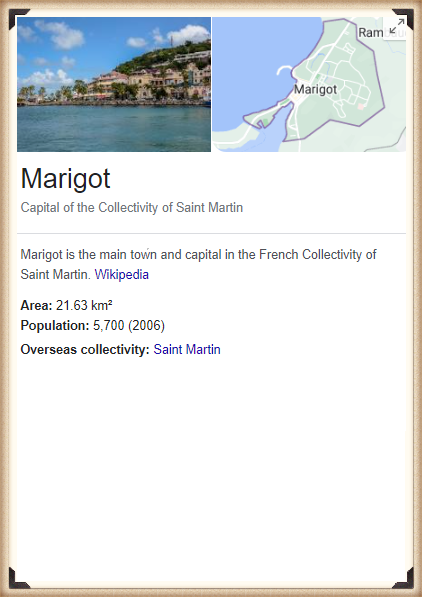 Ram
Marigot
Marigot
Capital of the Collectivity of Saint Martin
Marigot is the main town and capital in the French Collectivity of
Saint Martin. Wikipedia
Area: 21.63 km²
Population: 5,700 (2006)
Overseas collectivity: Saint Martin